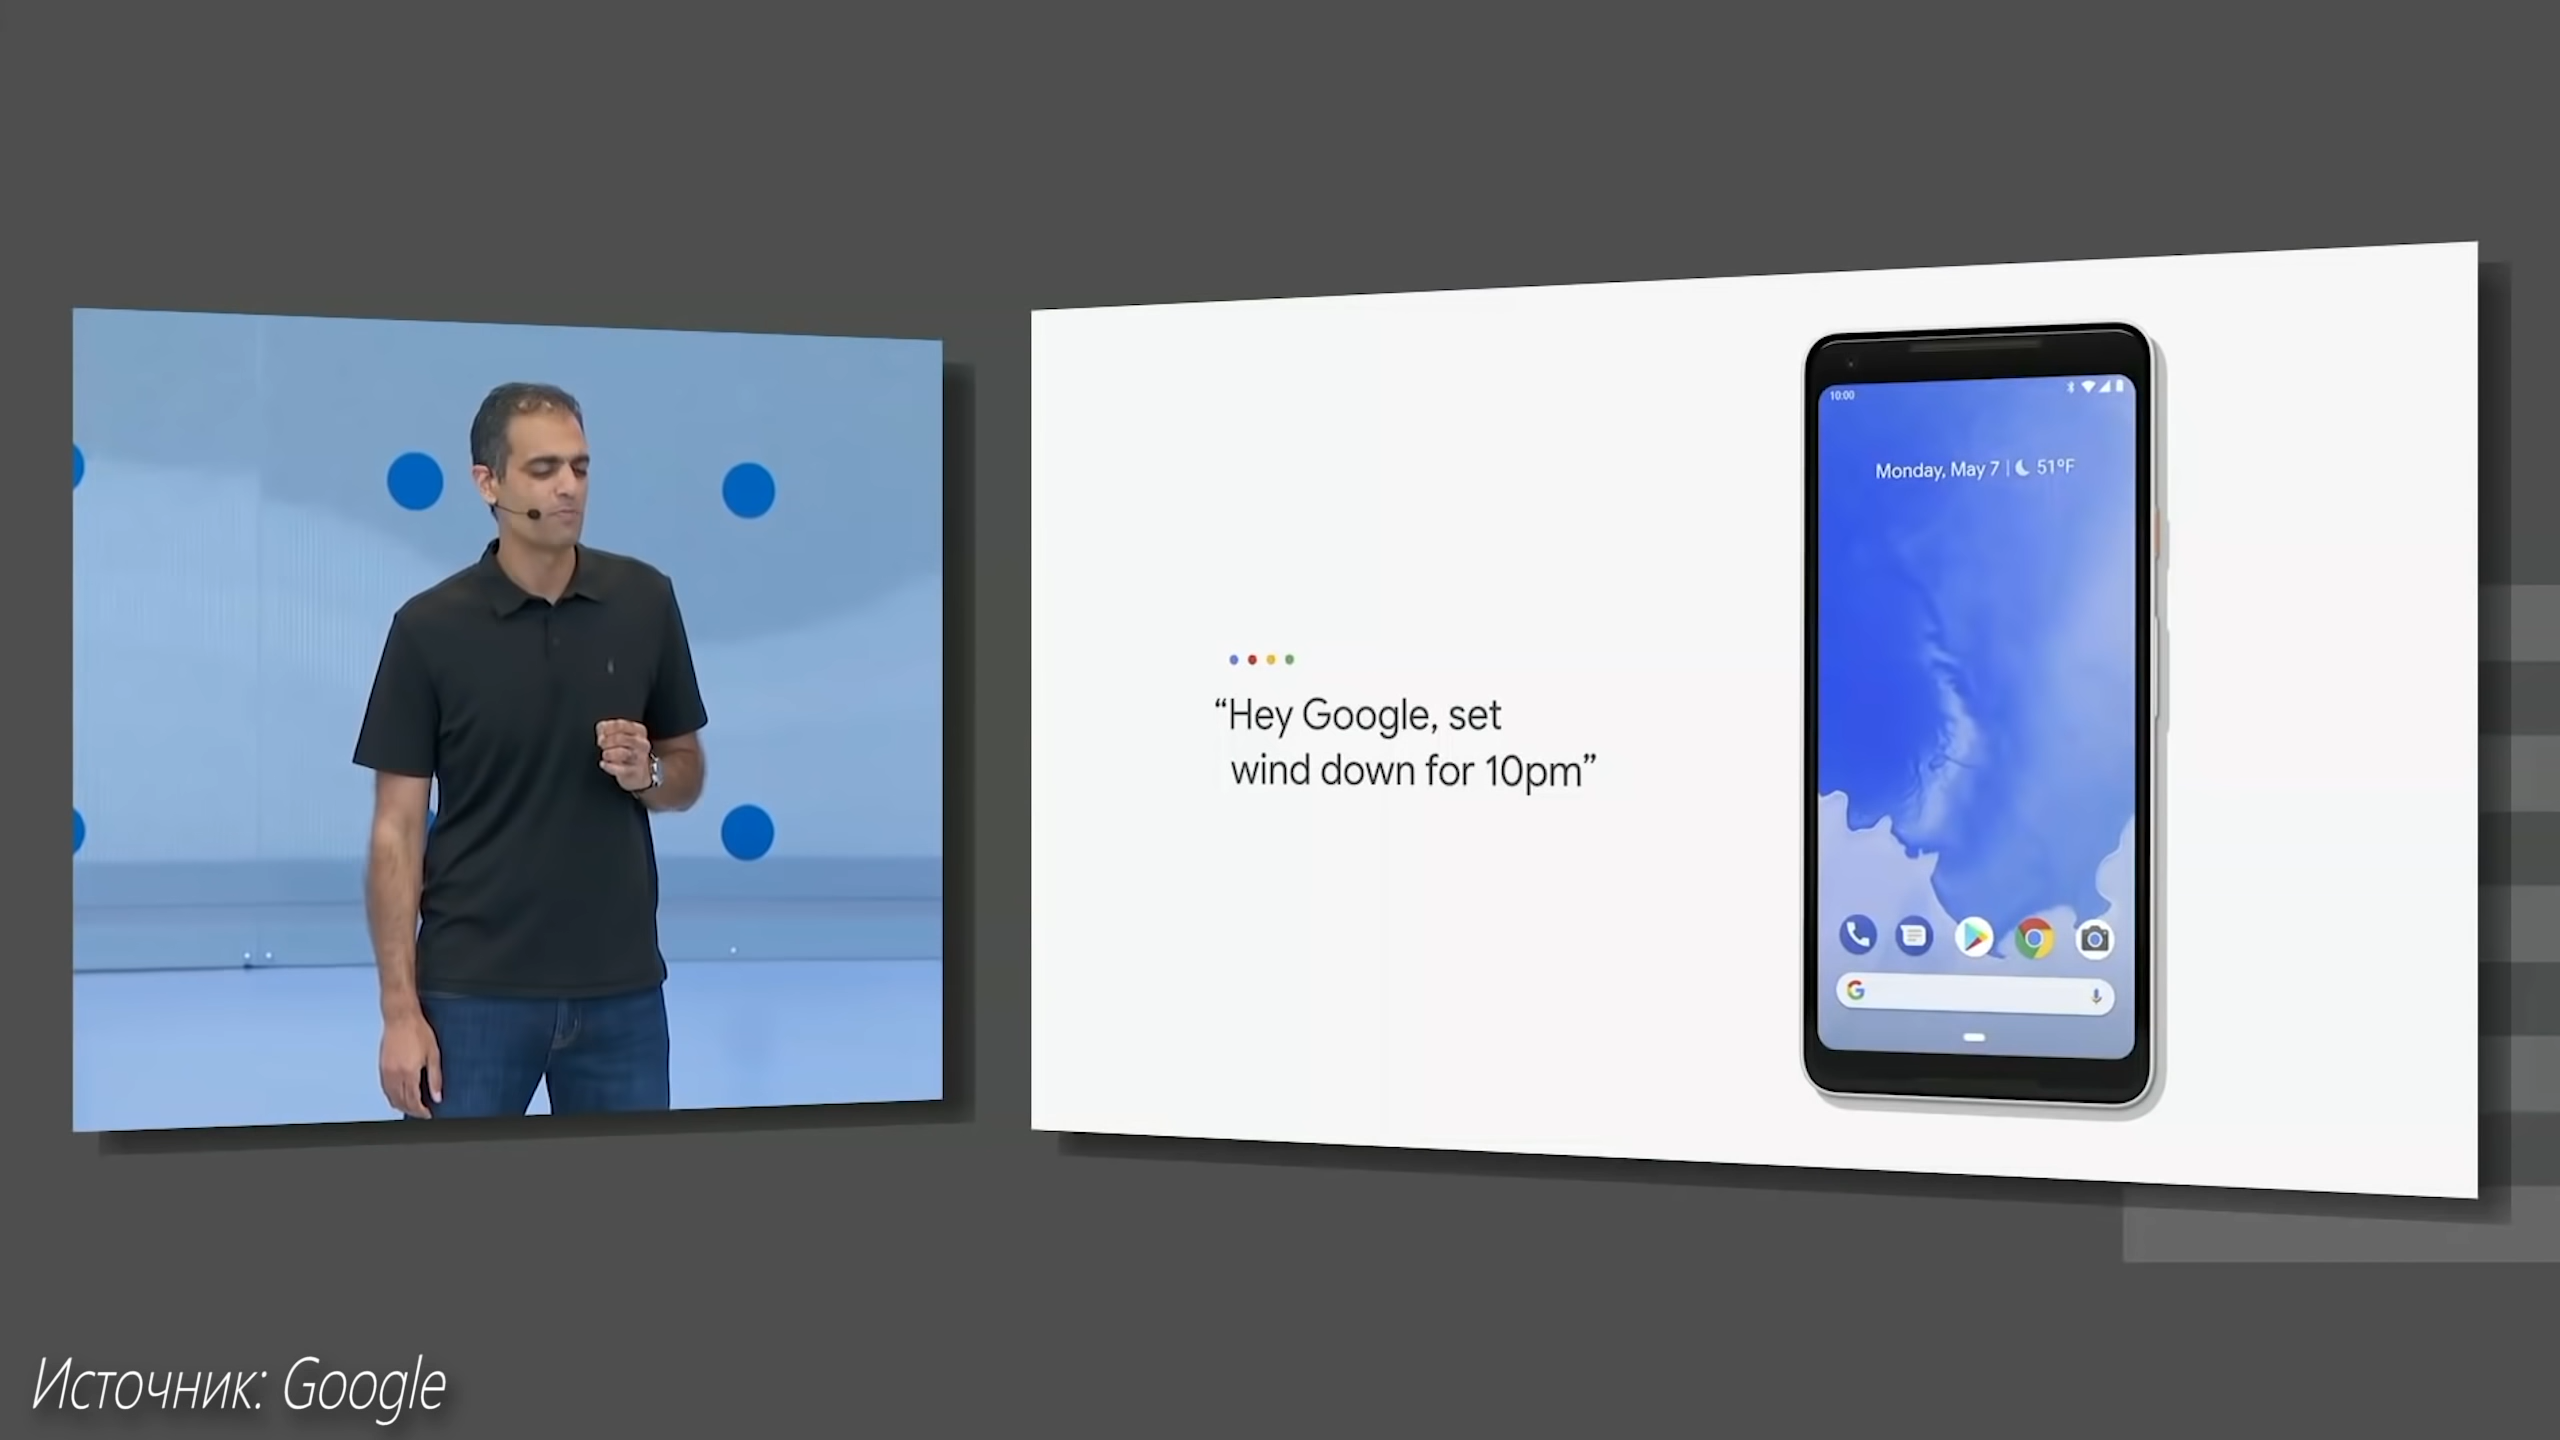 “Hey Google, set
wind down for 10pm”
10:00
Monday, May 7 | 51°F
G
Источник: Google